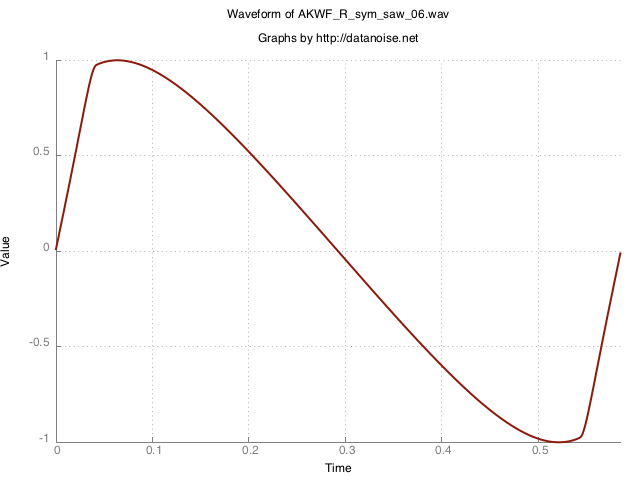 Waveform of AKWF_R_sym_saw_06.wav
Graphs by http://datanoise.net
1
0.5
0
-0.5
-1
Value
0
0.1
0.2
0.3
0.4
0.5
Time